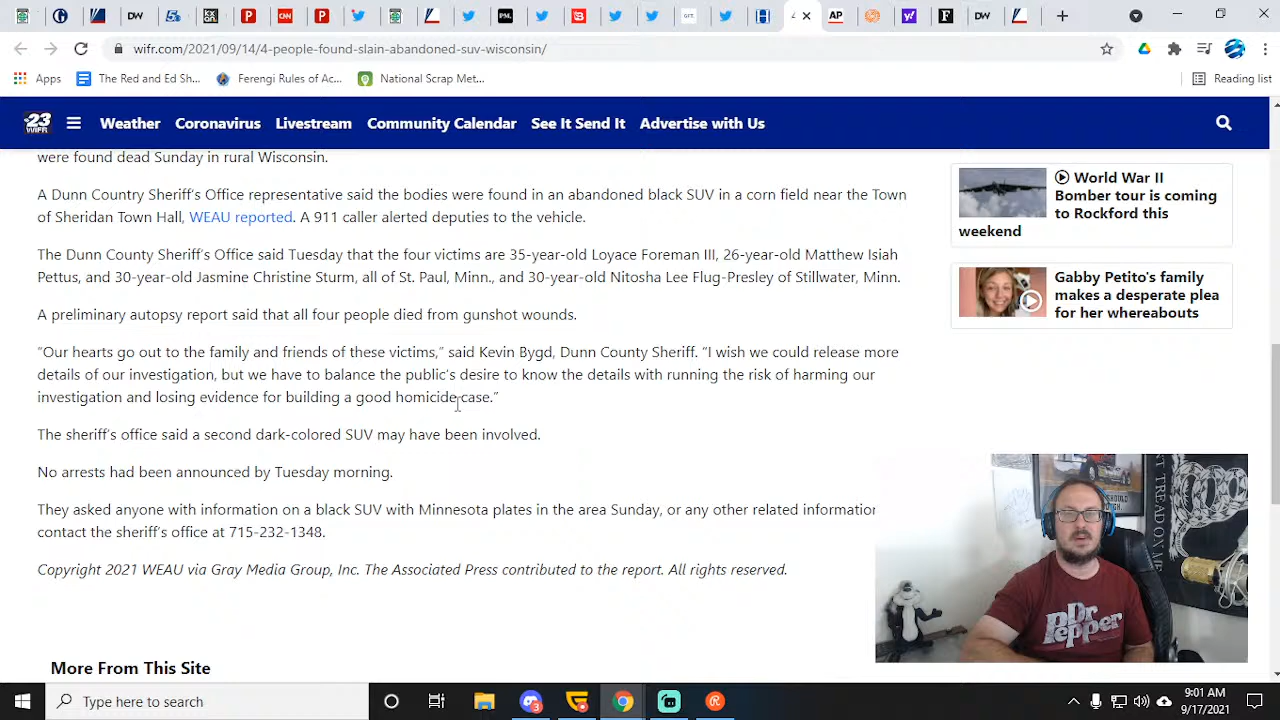 DW
CNN
PM.
GFT.
AP
F
DW
wifr.com/2021/09/14/4-people-found-slain-abandoned-suv-wisconsin/
Apps The Red and Ed Sh... Ferengi Rules of Ac... National Scrap Met... Reading list
23 WIFR Weather Coronavirus Livestream Community Calendar See It Send It Advertise with Us
were found dead Sunday in rural Wisconsin.
A Dunn Country Sheriff's Office representative said the bodies were found in an abandoned black SUV in a corn field near the Town
of Sheridan Town Hall, WEAU reported. A 911 caller alerted deputies to the vehicle.
The Dunn County Sheriff's Office said Tuesday that the four victims are 35-year-old Loyace Foreman III, 26-year-old Matthew Isiah
Pettus, and 30-year-old Jasmine Christine Sturm, all of St. Paul, Minn., and 30-year-old Nitosha Lee Flug-Presley of Stillwater, Minn.
A preliminary autopsy report said that all four people died from gunshot wounds.
“Our hearts go out to the family and friends of these victims,” said Kevin Bygd, Dunn County Sheriff. “I wish we could release more
details of our investigation, but we have to balance the public's desire to know the details with running the risk of harming our
investigation and losing evidence for building a good homicide case.”
The sheriff's office said a second dark-colored SUV may have been involved.
No arrests had been announced by Tuesday morning.
They asked anyone with information on a black SUV with Minnesota plates in the area Sunday, or any other related information
contact the sheriff's office at 715-232-1348.
Copyright 2021 WEAU via Gray Media Group, Inc. The Associated Press contributed to the report. All rights reserved.
More From This Site
World War II
Bomber tour is coming
to Rockford this
weekend
Gabby Petito's family
makes a desperate plea
for her whereabouts
SHOULD
T TREAD ON ME
Dr
Pepper
Type here to search
3
9:01 AM
9/17/2021